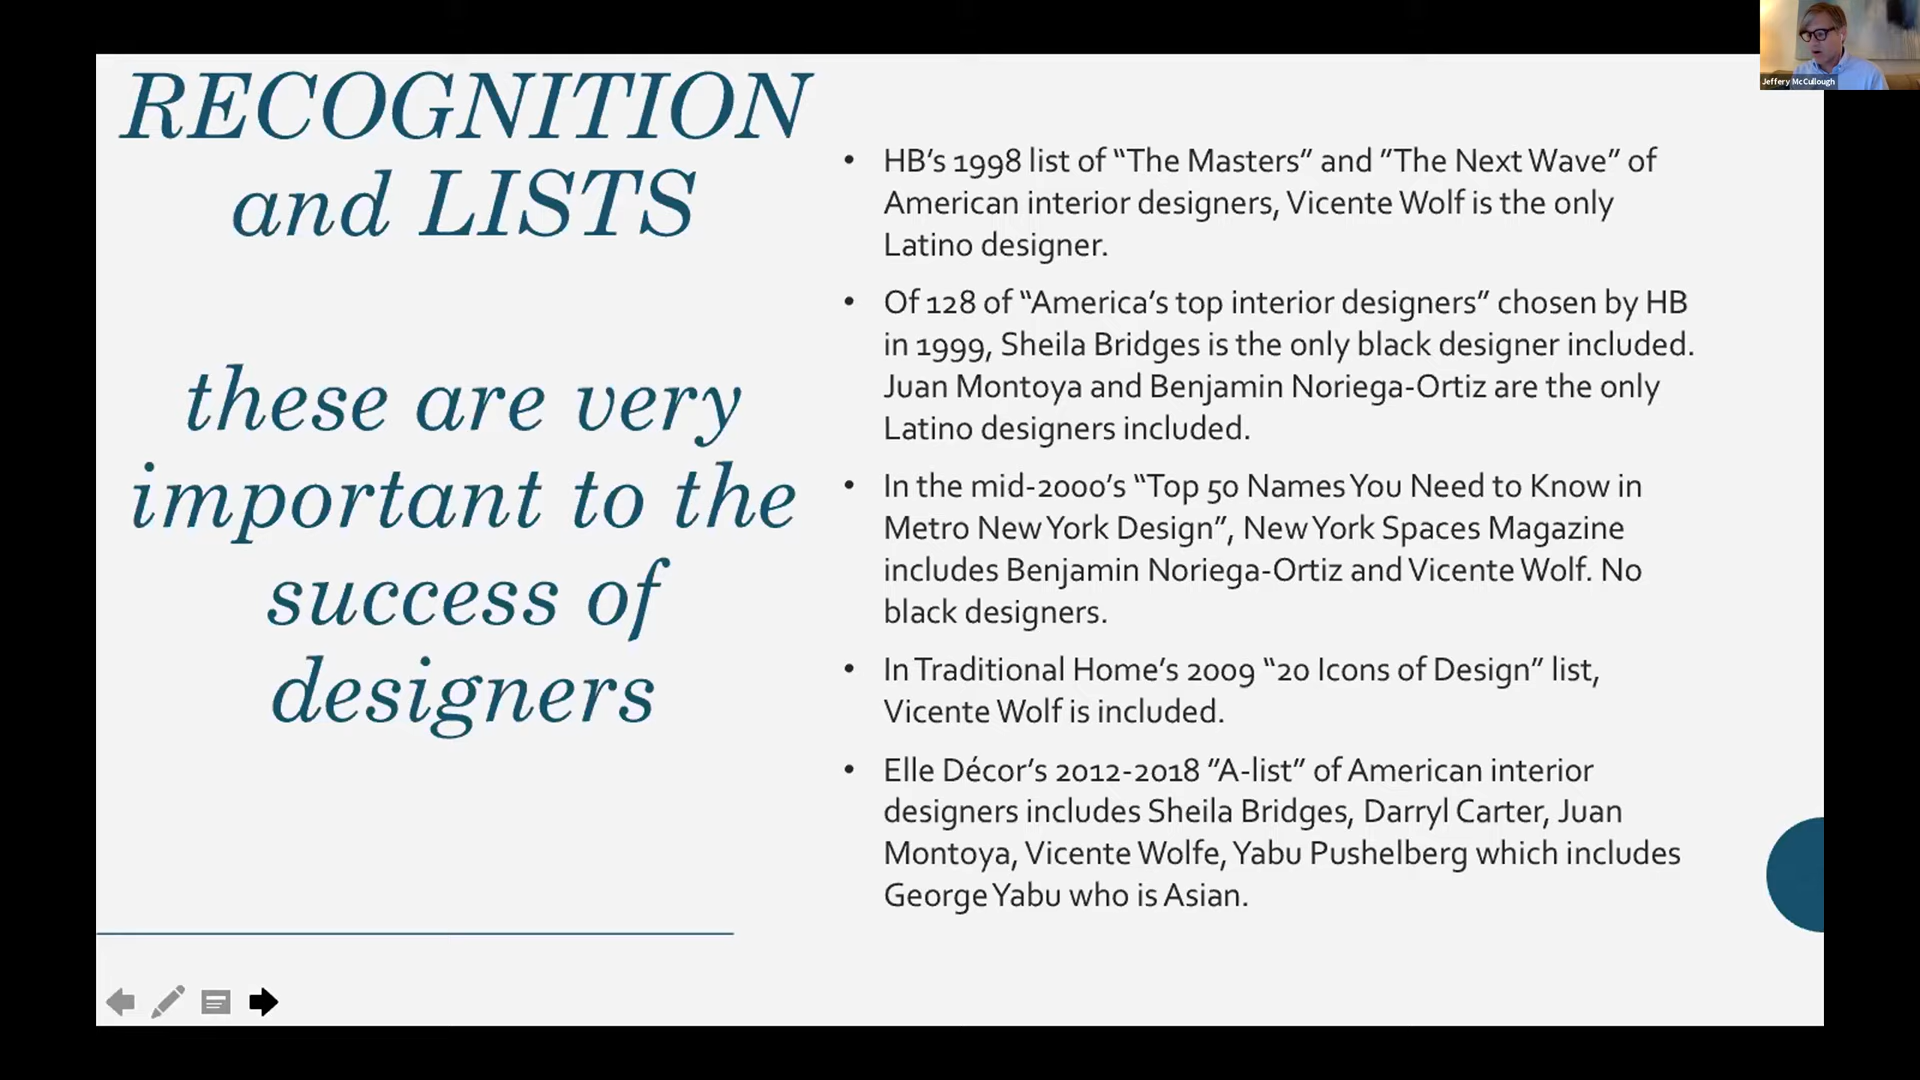 RECOGNITION
and LISTS
these are very
important to the
success of
designers
• HB’s 1998 list of “The Masters” and ”The Next Wave” of
American interior designers, Vicente Wolf is the only
Latino designer.
• Of 128 of “America’s top interior designers” chosen by HB
in 1999, Sheila Bridges is the only black designer included.
Juan Montoya and Benjamin Noriega-Ortiz are the only
Latino designers included.
• In the mid-2000’s “Top 50 Names You Need to Know in
Metro New York Design”, New York Spaces Magazine
includes Benjamin Noriega-Ortiz and Vicente Wolf. No
black designers.
• In Traditional Home’s 2009 “20 Icons of Design” list,
Vicente Wolf is included.
• Elle Décor’s 2012-2018 ”A-list” of American interior
designers includes Sheila Bridges, Darryl Carter, Juan
Montoya, Vicente Wolfe, Yabu Pushelberg which includes
George Yabu who is Asian.
Jeffery McCullough